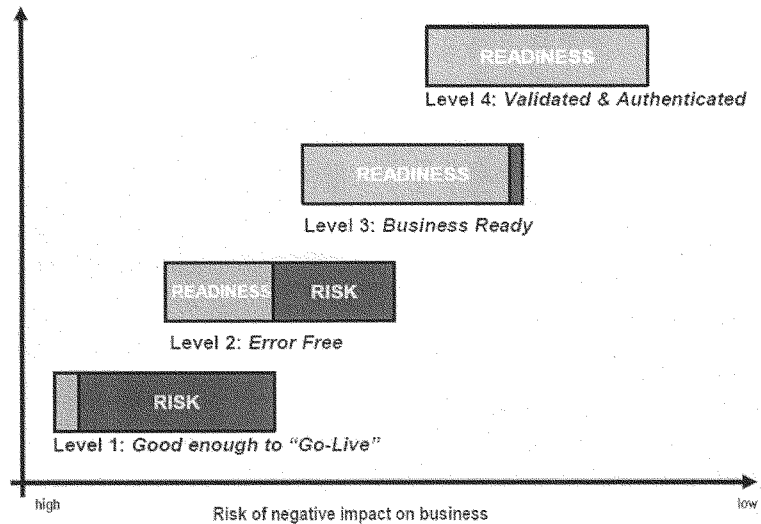 READINESS
Level 4: Validated & Authenticated
READINESS
Level 3: Business Ready
READINESS RISK
Level 2: Error Free
RISK
Level 1: Good enough to “Go-Live”
high low
Risk of negative impact on business